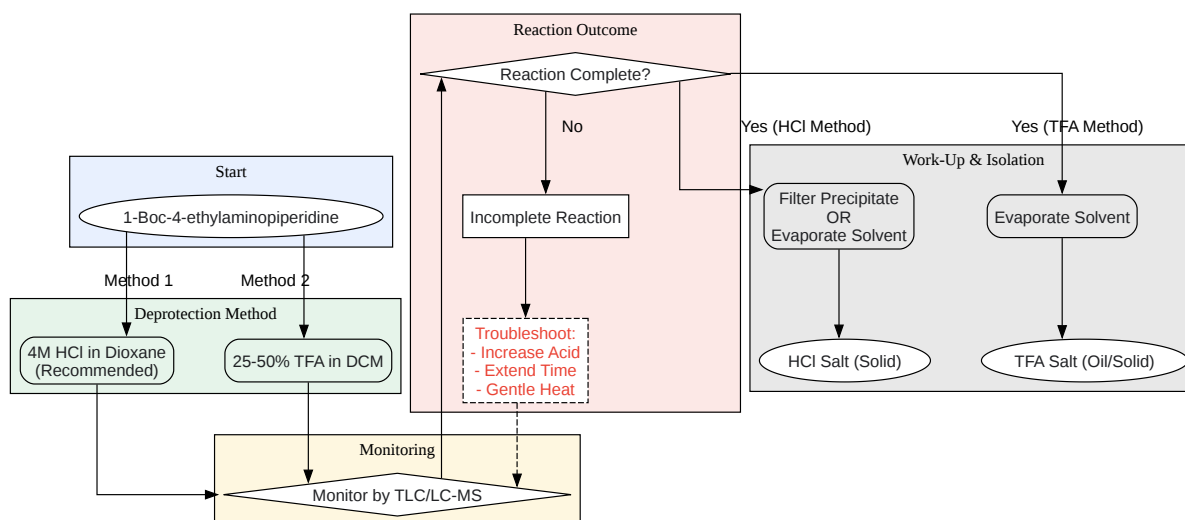 Reaction Outcome
Reaction Complete?
No
Yes (HCl Method)
Yes (TFA Method)
Start
1-Boc-4-ethylaminopiperidine
Method 1
Method 2
Incomplete Reaction
Work-Up & Isolation
Filter Precipitate
OR
Evaporate Solvent
Evaporate Solvent
Deprotection Method
4M HCl in Dioxane
(Recommended)
25-50% TFA in DCM
Troubleshoot:
- Increase Acid
- Extend Time
- Gentle Heat
HCl Salt (Solid)
TFA Salt (Oil/Solid)
Monitoring
Monitor by TLC/LC-MS